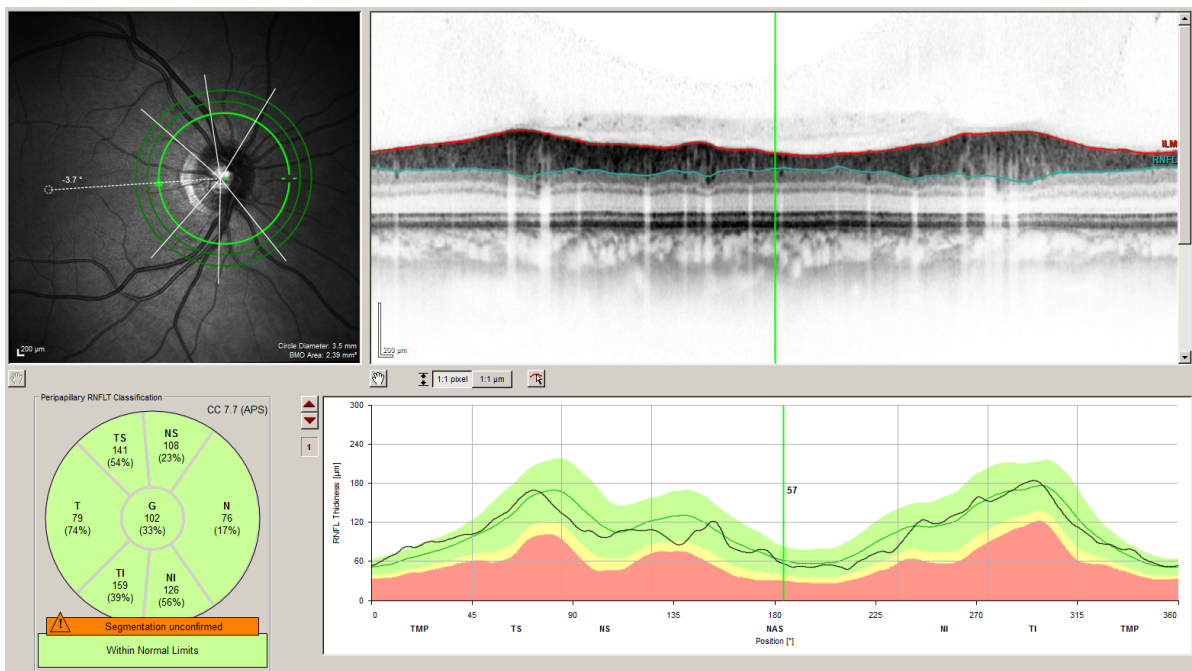 -3.7 °
200 µm
Circle Diameter: 3.5 mm
BMO Area: 2.39 mm²
ILM
RNFL
200 µm
1:1 pixel
1:1 µm
Peripapillary RNFLT Classification
CC 7.7 (APS)
TS
141
(54%)
NS
108
(23%)
T
79
(74%)
G
102
(33%)
N
76
(17%)
TI
159
(39%)
NI
126
(56%)
Segmentation unconfirmed
Within Normal Limits
1
RNFL Thickness [µm]
300
240
180
120
60
0
57
0 45 90 135 180 225 270 315 360
TMP TS NS NAS NI TI TMP
Position [°]